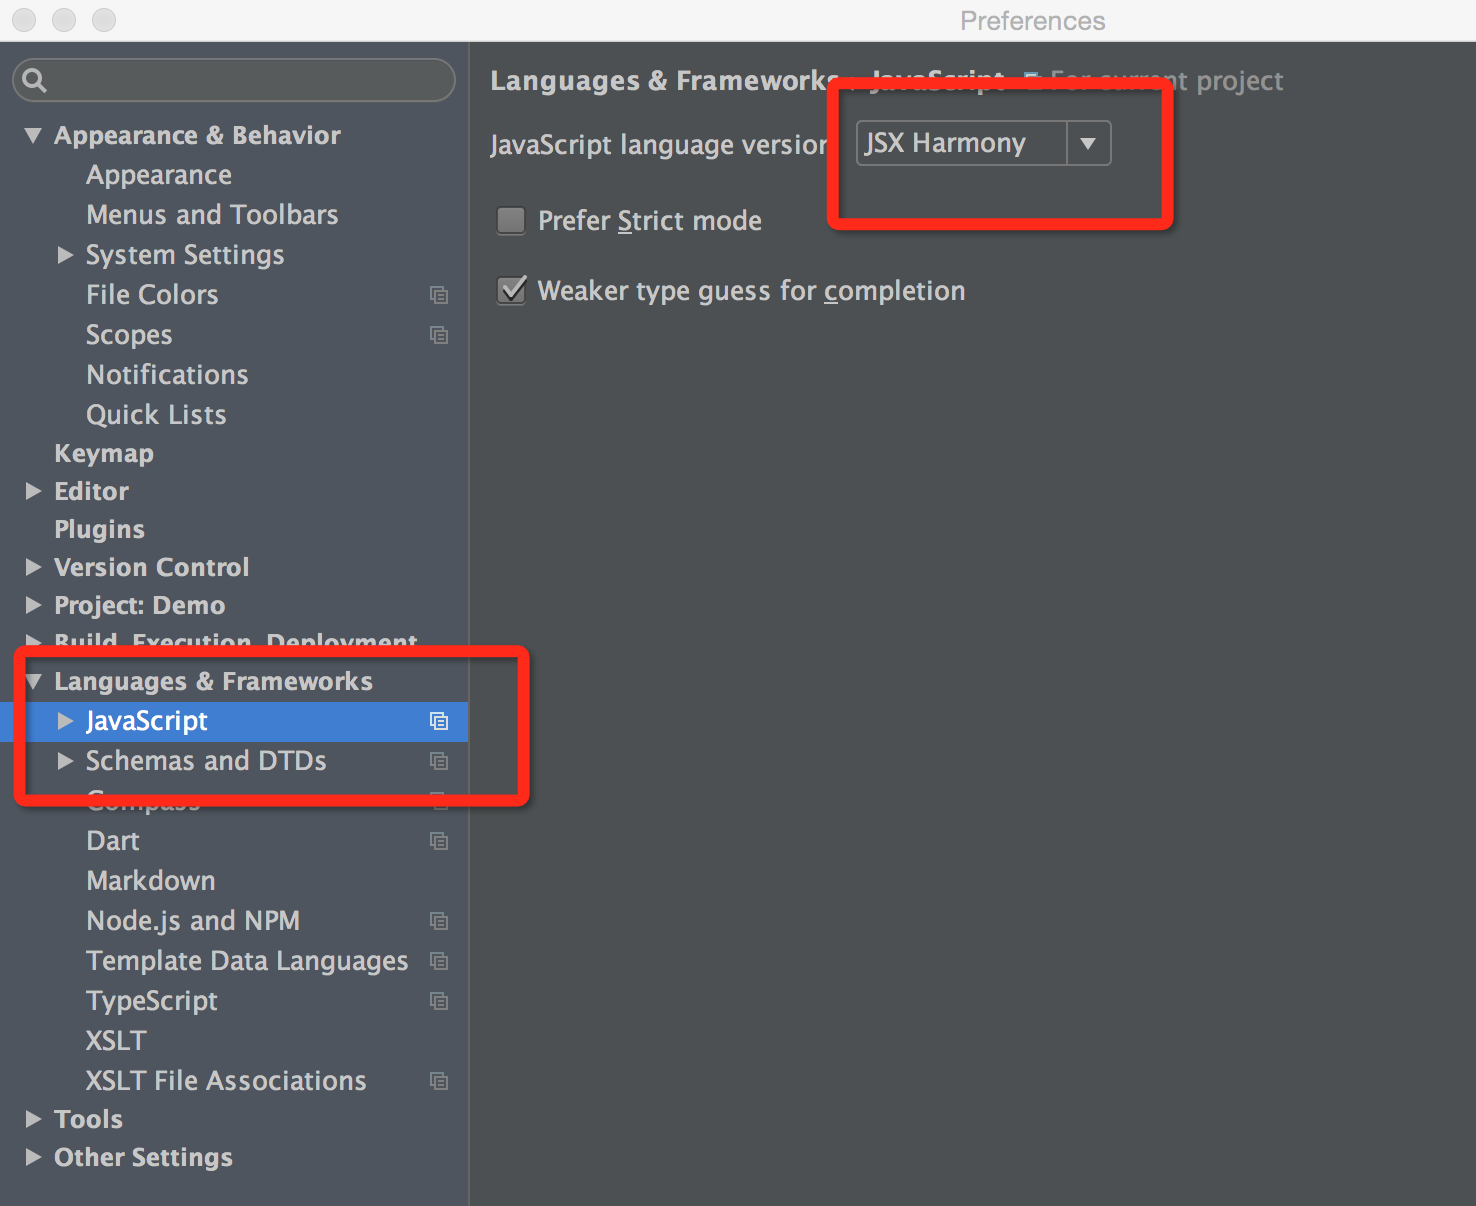 Preferences
Languages & Frameworks › JavaScript For current project
JavaScript language version
JSX Harmony
Prefer Strict mode
Weaker type guess for completion
Appearance & Behavior
Appearance
Menus and Toolbars
System Settings
File Colors
Scopes
Notifications
Quick Lists
Keymap
Editor
Plugins
Version Control
Project: Demo
Build, Execution, Deployment
Languages & Frameworks
JavaScript
Schemas and DTDs
Compass
Dart
Markdown
Node.js and NPM
Template Data Languages
TypeScript
XSLT
XSLT File Associations
Tools
Other Settings